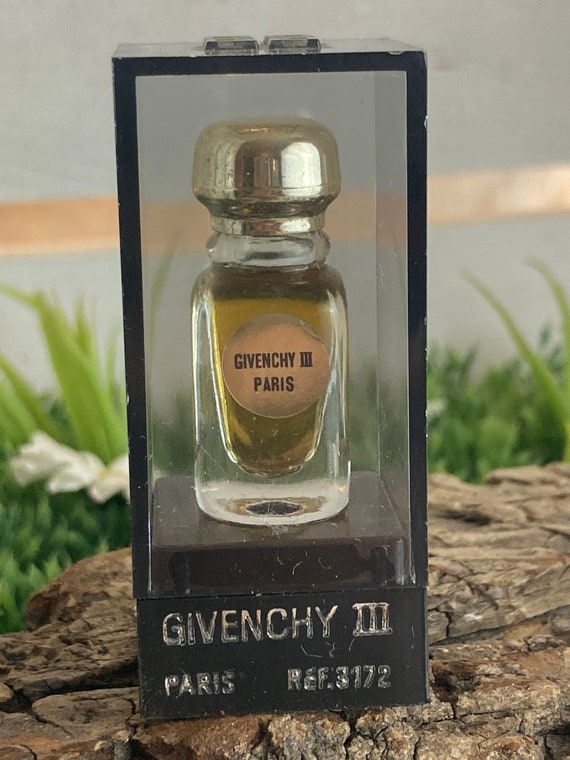 GIVENCHY III
PARIS
GIVENCHY III
PARIS REF.3172